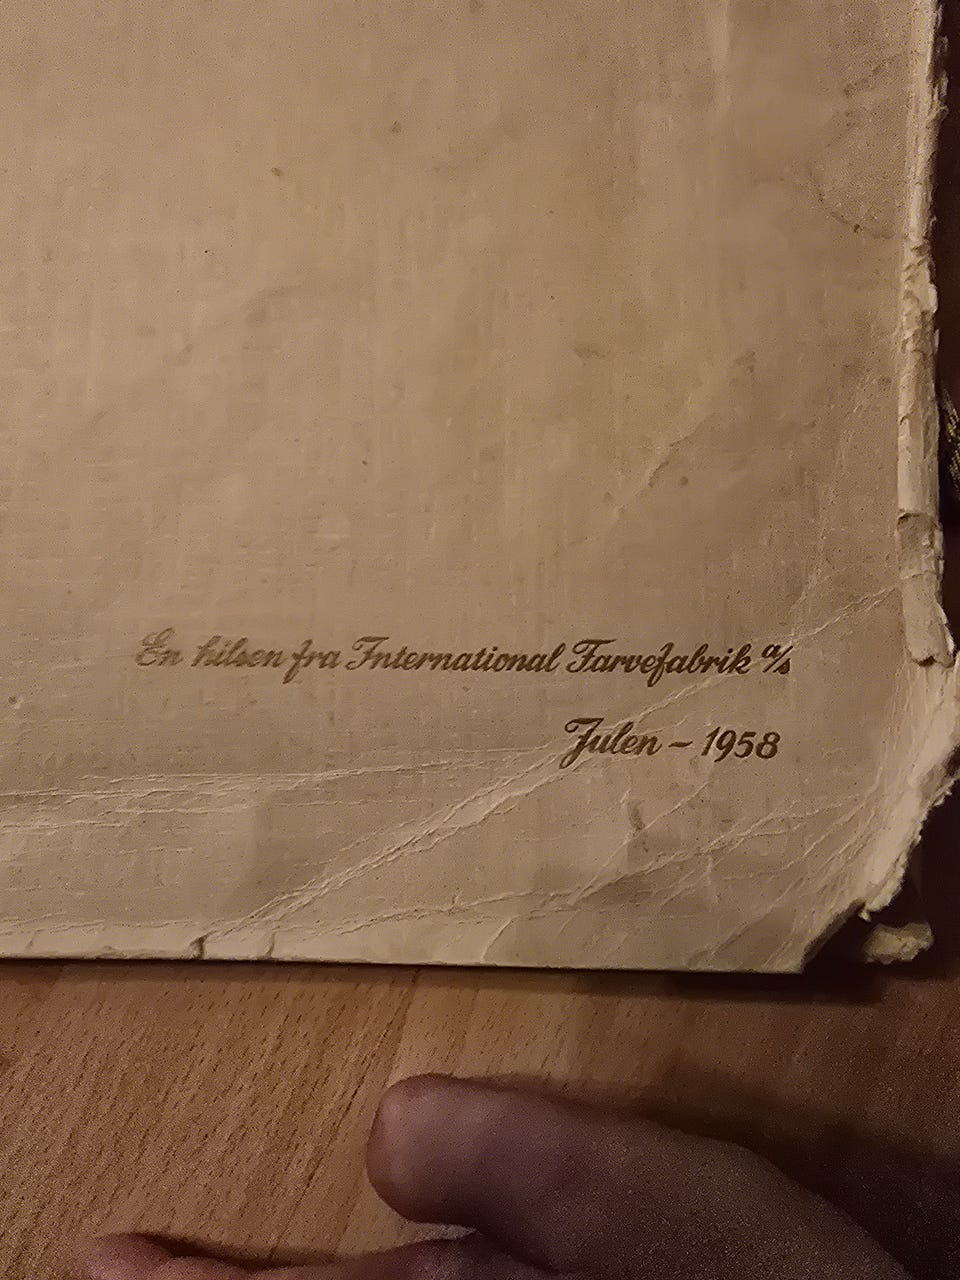 En hilsen fra International Farvefabrik a/s
Julen - 1958